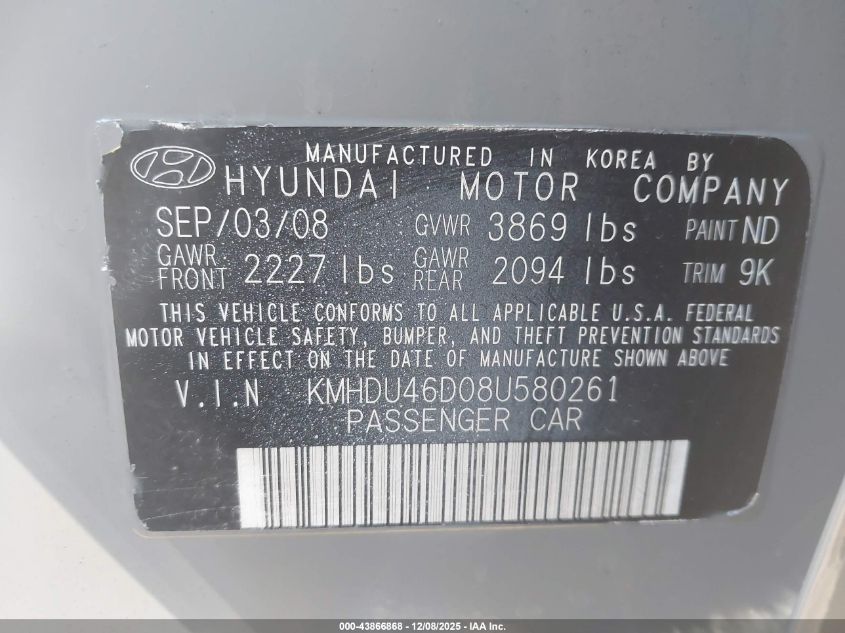 MANUFACTURED IN KOREA BY
HYUNDAI MOTOR COMPANY
SEP/03/08 GVWR 3869 lbs PAINT ND
GAWR FRONT 2227 lbs GAWR REAR 2094 lbs TRIM 9K
THIS VEHICLE CONFORMS TO ALL APPLICABLE U.S.A. FEDERAL
MOTOR VEHICLE SAFETY, BUMPER, AND THEFT PREVENTION STANDARDS
IN EFFECT ON THE DATE OF MANUFACTURE SHOWN ABOVE
V.I.N KMHDU46D08U580261
PASSENGER CAR
000-43866868 - 12/08/2025 - IAA Inc.